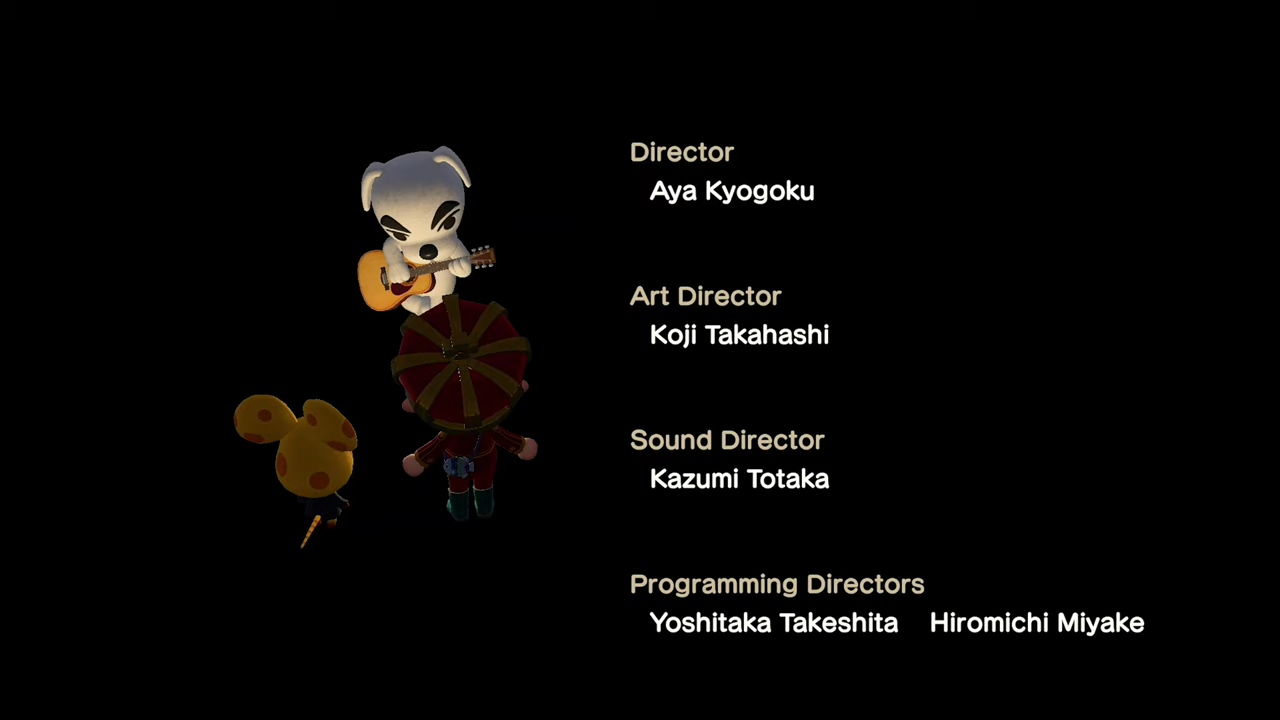 Director
Aya Kyogoku
Art Director
Koji Takahashi
Sound Director
Kazumi Totaka
Programming Directors
Yoshitaka Takeshita Hiromichi Miyake